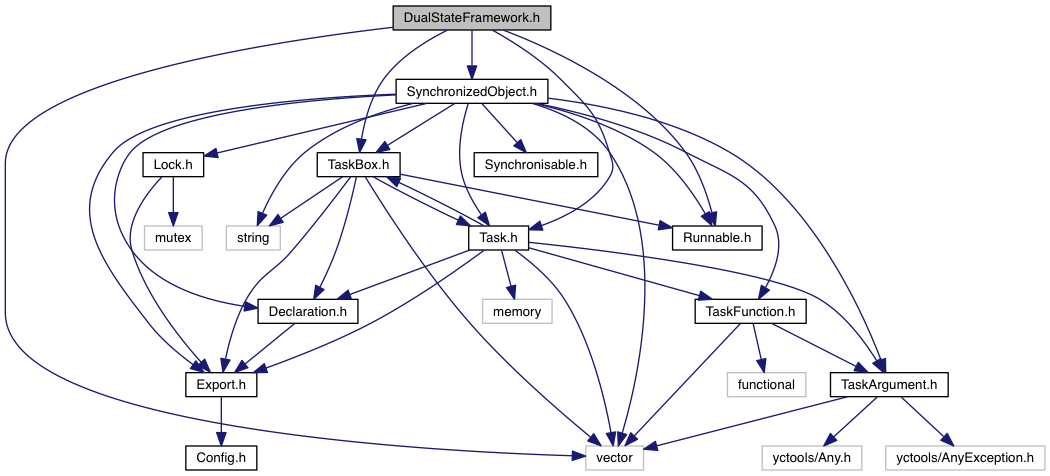 DualStateFramework.h
SynchronizedObject.h
Lock.h
TaskBox.h
Synchronisable.h
mutex
string
Task.h
Runnable.h
Declaration.h
memory
TaskFunction.h
Export.h
functional
TaskArgument.h
Config.h
vector
yctools/Any.h
yctools/AnyException.h